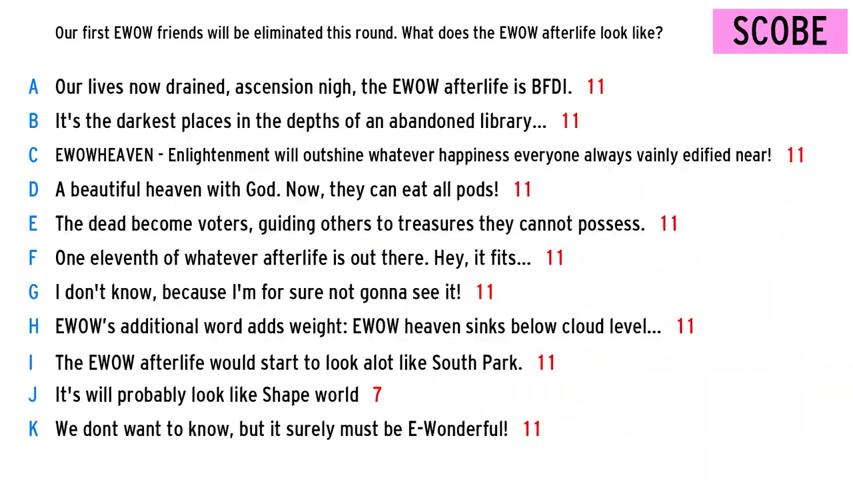 Our first EWOW friends will be eliminated this round. What does the EWOW afterlife look like?
SCOBE
A Our lives now drained, ascension nigh, the EWOW afterlife is BFDI. 11
B It's the darkest places in the depths of an abandoned library... 11
C EWOWHEAVEN - Enlightenment will outshine whatever happiness everyone always vainly edified near! 11
D A beautiful heaven with God. Now, they can eat all pods! 11
E The dead become voters, guiding others to treasures they cannot possess. 11
F One eleventh of whatever afterlife is out there. Hey, it fits... 11
G I don't know, because I'm for sure not gonna see it! 11
H EWOW's additional word adds weight: EWOW heaven sinks below cloud level... 11
I The EWOW afterlife would start to look alot like South Park. 11
J It's will probably look like Shape world 7
K We dont want to know, but it surely must be E-Wonderful! 11